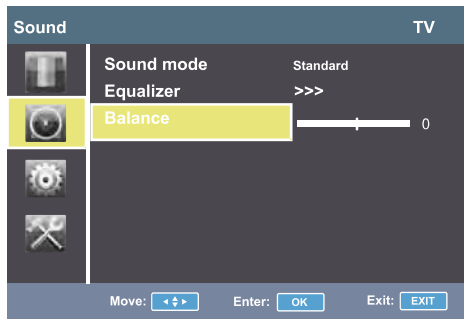 Sound TV
Sound mode Standard
Equalizer >>>
Balance 0
Move: Enter: OK Exit: EXIT